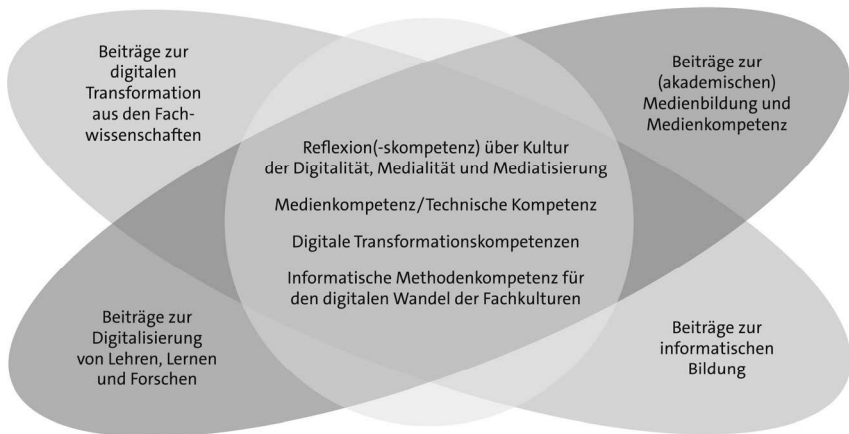 Beiträge zur
digitalen
Transformation
aus den Fach-
wissenschaften
Beiträge zur
(akademischen)
Medienbildung und
Medienkompetenz
Reflexion(-skompetenz) über Kultur
der Digitalität, Medialität und Mediatisierung
Medienkompetenz/Technische Kompetenz
Digitale Transformationskompetenzen
Informatische Methodenkompetenz für
den digitalen Wandel der Fachkulturen
Beiträge zur
Digitalisierung
von Lehren, Lernen
und Forschen
Beiträge zur
informatischen
Bildung